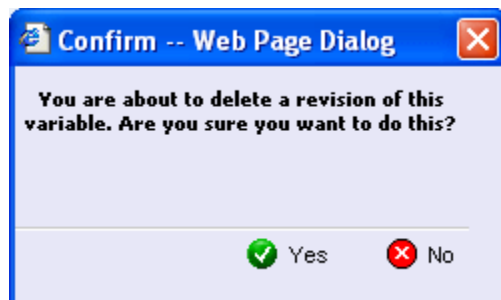 Confirm -- Web Page Dialog
You are about to delete a revision of this
variable. Are you sure you want to do this?
Yes No